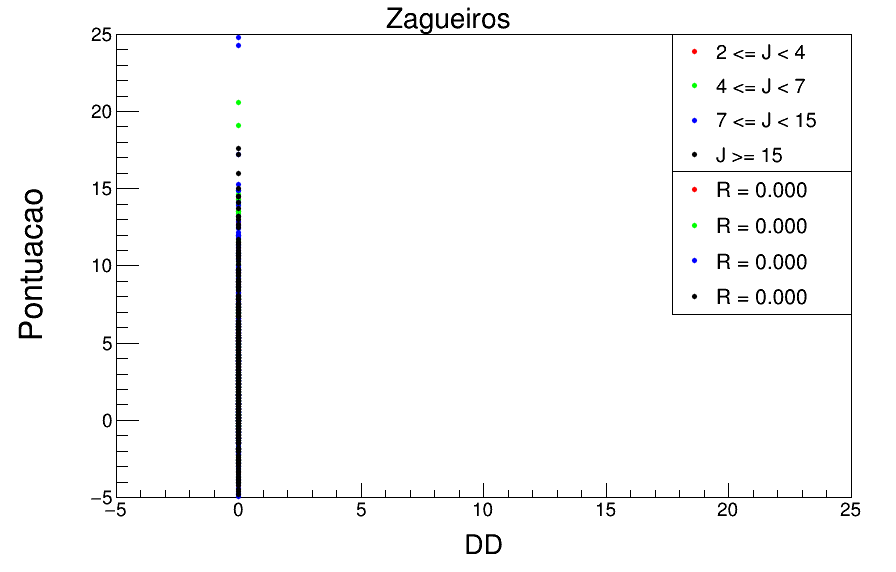 Zagueiros
25
20
15
10
5
0
−5
Pontuacao
−5 0 5 10 15 20 25
DD
2 <= J < 4
4 <= J < 7
7 <= J < 15
J >= 15
R = 0.000
R = 0.000
R = 0.000
R = 0.000